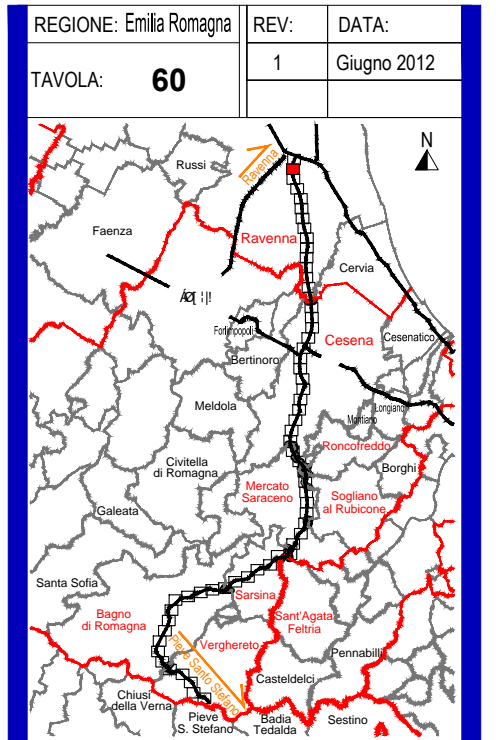 REGIONE: Emilia Romagna
REV:
DATA:
TAVOLA: 60
1
Giugno 2012
N
Russi
Ravenna
Faenza
Ravenna
Cervia
Forlimpopoli
Cesena
Cesenatico
Bertinoro
Meldola
Longiano
Montiano
Roncofreddo
Civitella
di Romagna
Borghi
Mercato
Saraceno
Sogliano
al Rubicone
Galeata
Santa Sofia
Sarsina
Bagno
di Romagna
Sant'Agata
Feltria
Verghereto
Pieve Santo Stefano
Pennabilli
Casteldelci
Chiusi
della Verna
Pieve
S. Stefano
Badia
Tedalda
Sestino